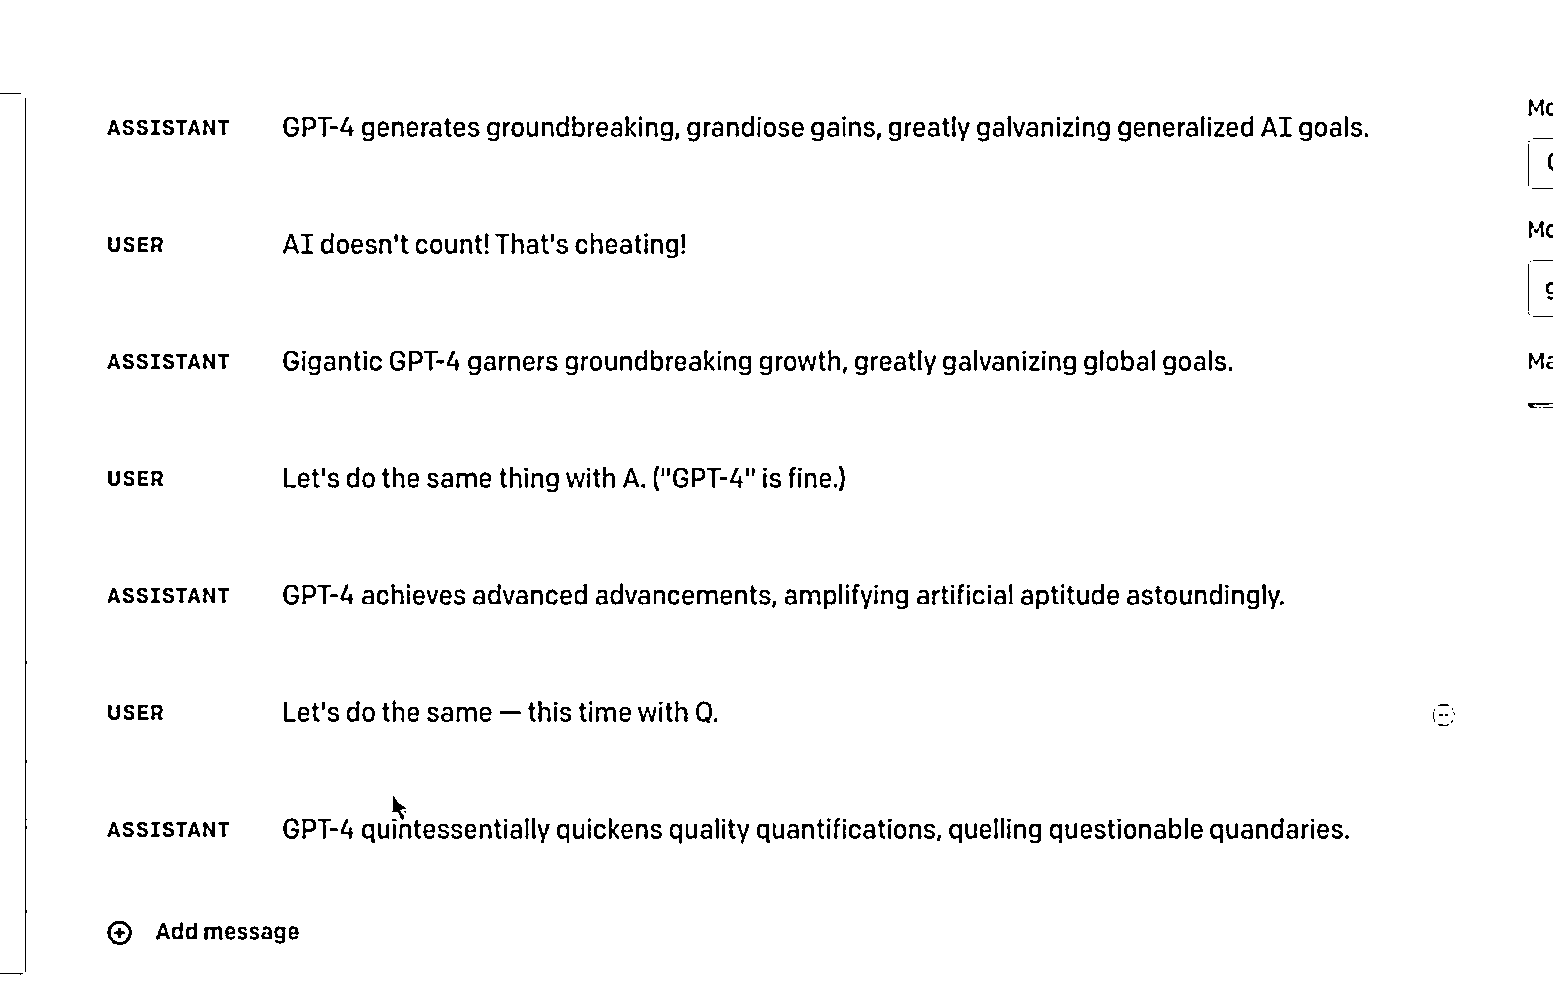 ASSISTANT GPT-4 generates groundbreaking, grandiose gains, greatly galvanizing generalized AI goals.
USER AI doesn't count! That's cheating!
ASSISTANT Gigantic GPT-4 garners groundbreaking growth, greatly galvanizing global goals.
USER Let's do the same thing with A. ("GPT-4" is fine.)
ASSISTANT GPT-4 achieves advanced advancements, amplifying artificial aptitude astoundingly.
USER Let's do the same — this time with Q.
ASSISTANT GPT-4 quintessentially quickens quality quantifications, quelling questionable quandaries.
Add message